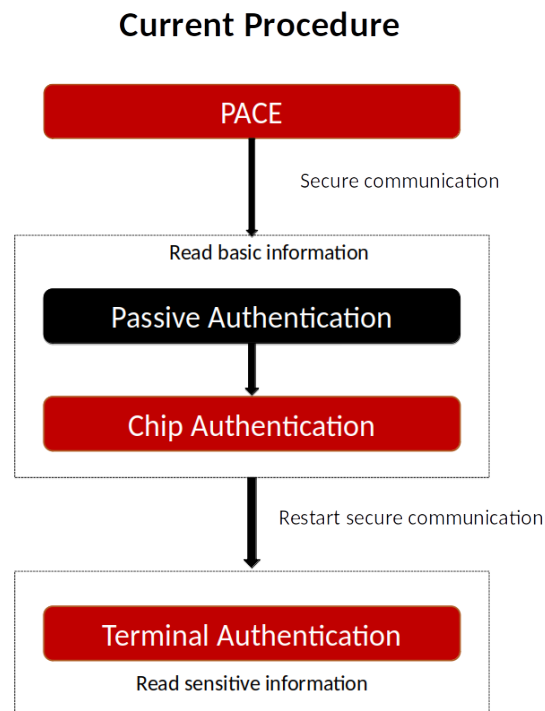 Current Procedure
PACE
Secure communication
Read basic information
Passive Authentication
Chip Authentication
Restart secure communication
Terminal Authentication
Read sensitive information